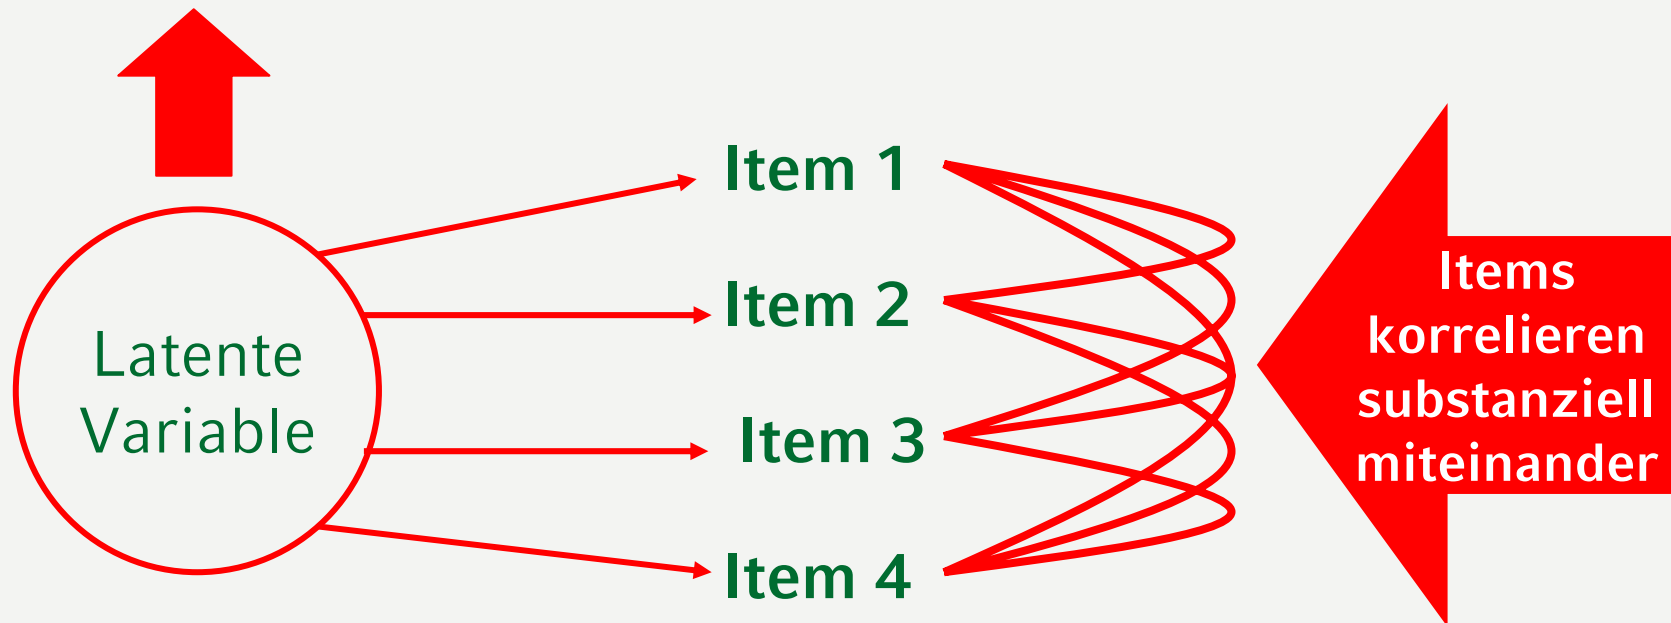 Latente
Variable
Item 1
Item 2
Item 3
Item 4
Items
korrelieren
substanziell
miteinander